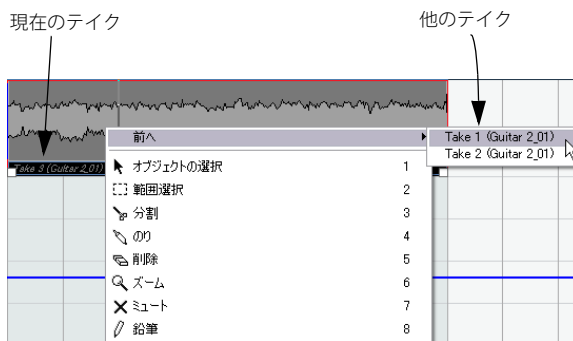 現在のテイク
他のテイク
前へ
Take 1 (Guitar 2_01)
Take 2 (Guitar 2_01)
Take 3 (Guitar 2_01)
オブジェクトの選択 1
範囲選択 2
分割 3
のり 4
削除 5
ズーム 6
ミュート 7
鉛筆 8